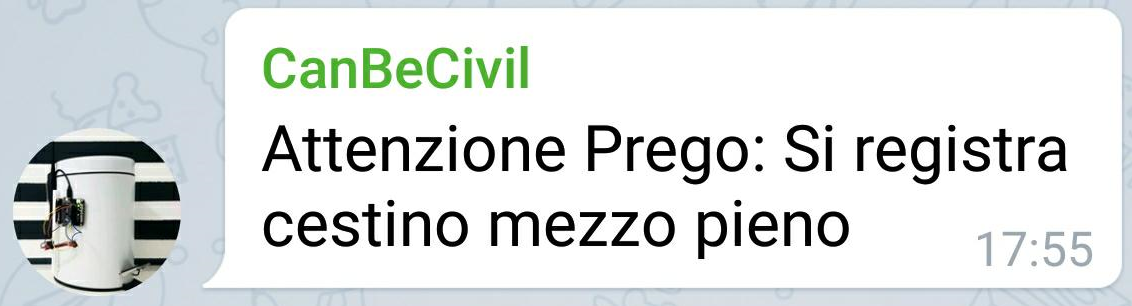 CanBeCivil
Attenzione Prego: Si registra
cestino mezzo pieno
17:55